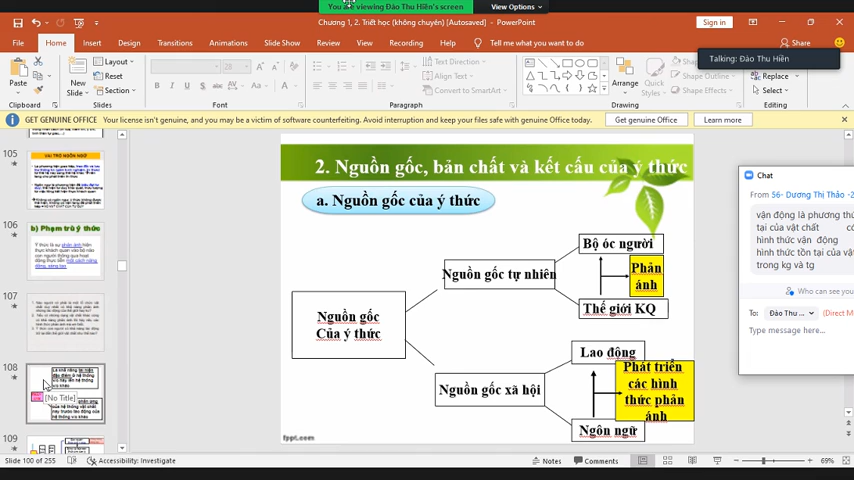 You are viewing Đào Thu Hiền's screen
View Options
Chương 1, 2. Triết học (không chuyên) [Autosaved] - PowerPoint
Sign in
File
Home
Insert
Design
Transitions
Animations
Slide Show
Review
View
Recording
Help
Tell me what you want to do
Share
Talking: Đào Thu Hiền
Paste
Clipboard
New
Slide
Layout
Reset
Section
Slides
Font
Paragraph
Text Direction
Align Text
Convert to SmartArt
Arrange
Quick
Styles
Shape Outline
Shape Effects
Drawing
Replace
Select
Editing
GET GENUINE OFFICE
Your license isn't genuine, and you may be a victim of software counterfeiting. Avoid interruption and keep your files safe with genuine Office today.
Get genuine Office
Learn more
105
106
b) Phạm trù ý thức
107
108
[No Title]
109
2. Nguồn gốc, bản chất và kết cấu của ý thức
a. Nguồn gốc của ý thức
Nguồn gốc
Của ý thức
Nguồn gốc tự nhiên
Bộ óc người
Phản
ánh
Thế giới KQ
Nguồn gốc xã hội
Lao động
Phát triển
các hình
thức phản
ánh
Ngôn ngữ
fppt.com
Chat
From 56- Dương Thị Thảo -2
vận động là phương thứ
tại của vật chất có
hình thức vận động
hình thức tồn tại của vật
trong kg và tg
Who can see you
To:
Đào Thu ...
(Direct M
Type message here...
Slide 100 of 255
Accessibility: Investigate
Notes
Comments
69%